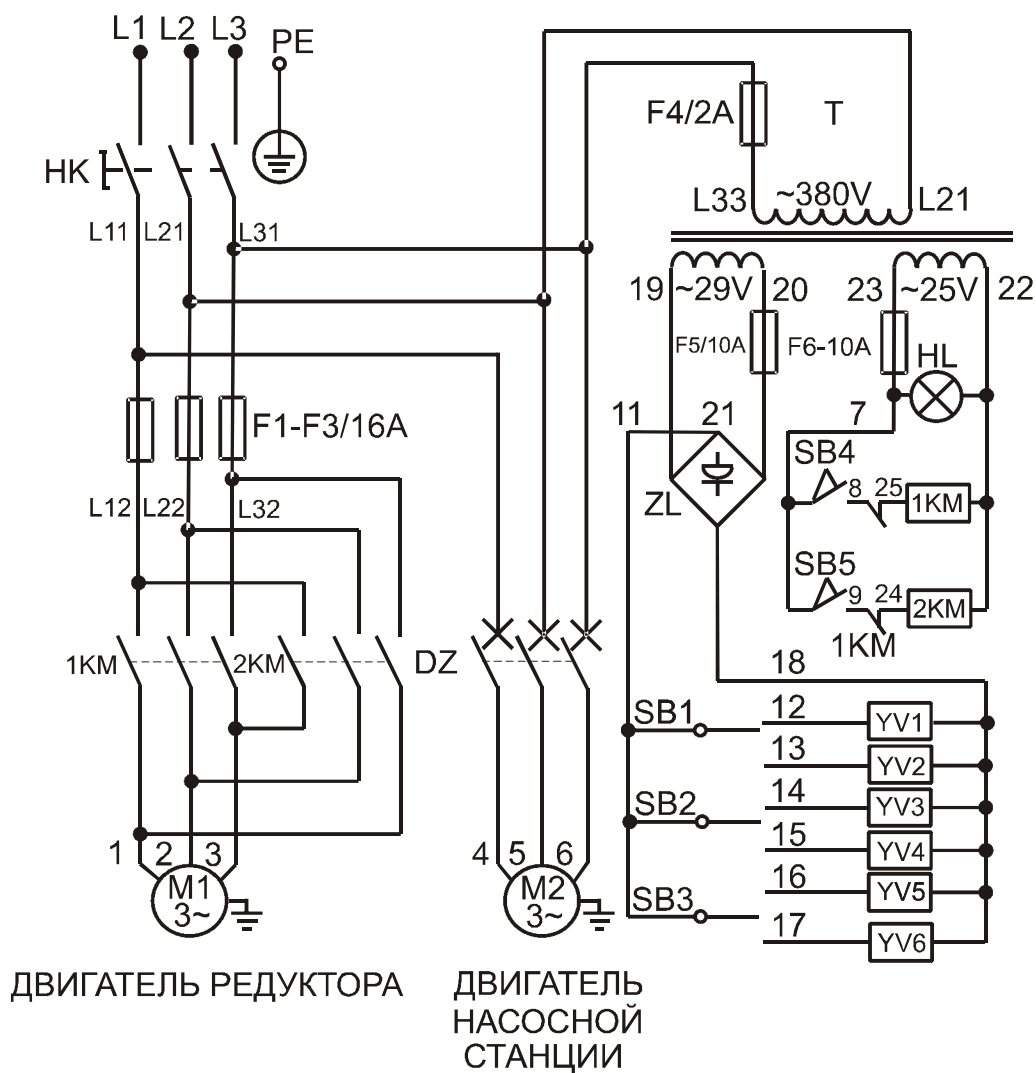 L1 L2 L3 PE
F4/2A T
HK
L33 ~380V L21
L11 L21 L31
19 ~29V 20 23 ~25V 22
F5/10A F6-10A HL
F1-F3/16A
11 21 7
SB4
L12 L22 L32
ZL
8 25 1KM
SB5
9 24 2KM
1KM
1KM 2KM DZ
18
SB1 12 YV1
13 YV2
SB2 14 YV3
15 YV4
16 YV5
SB3 17 YV6
1 2 3 4 5 6
M1
3~
M2
3~
ДВИГАТЕЛЬ РЕДУКТОРА
ДВИГАТЕЛЬ
НАСОСНОЙ
СТАНЦИИ